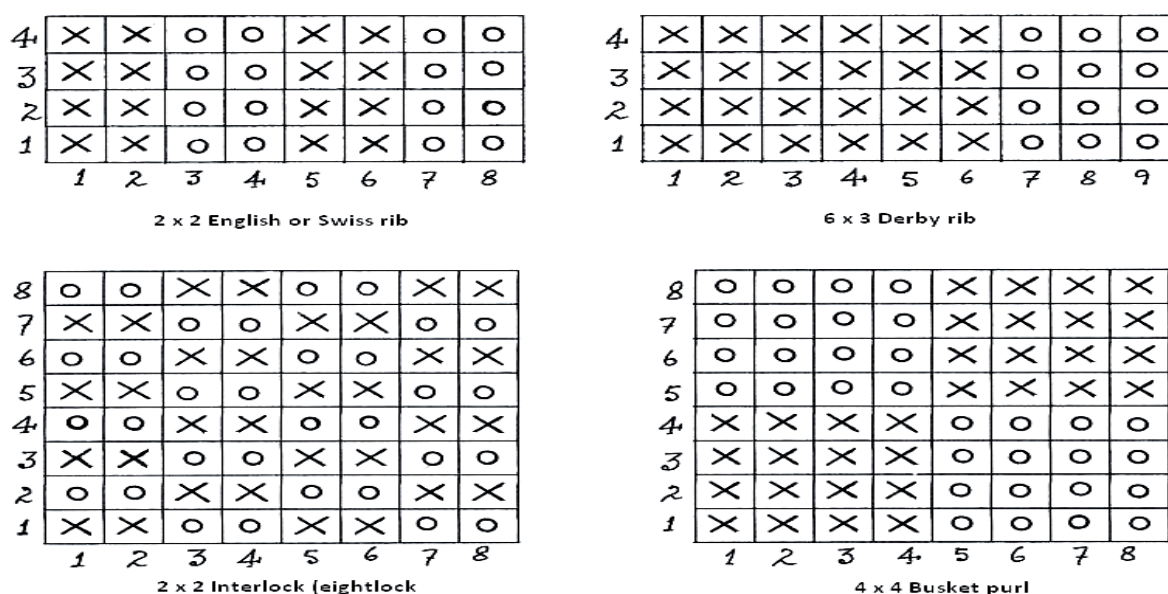 4 X X O O X X O O
3 X X O O X X O O
2 X X O O X X O O
1 X X O O X X O O
1 2 3 4 5 6 7 8
2 x 2 English or Swiss rib
4 X X X X X X O O O
3 X X X X X X O O O
2 X X X X X X O O O
1 X X X X X X O O O
1 2 3 4 5 6 7 8 9
6 x 3 Derby rib
8 O O X X O O X X
7 X X O O X X O O
6 O O X X O O X X
5 X X O O X X O O
4 O O X X O O X X
3 X X O O X X O O
2 O O X X O O X X
1 X X O O X X O O
1 2 3 4 5 6 7 8
2 x 2 Interlock (eightlock
8 O O O O X X X X
7 O O O O X X X X
6 O O O O X X X X
5 O O O O X X X X
4 X X X X O O O O
3 X X X X O O O O
2 X X X X O O O O
1 X X X X O O O O
1 2 3 4 5 6 7 8
4 x 4 Busket purl